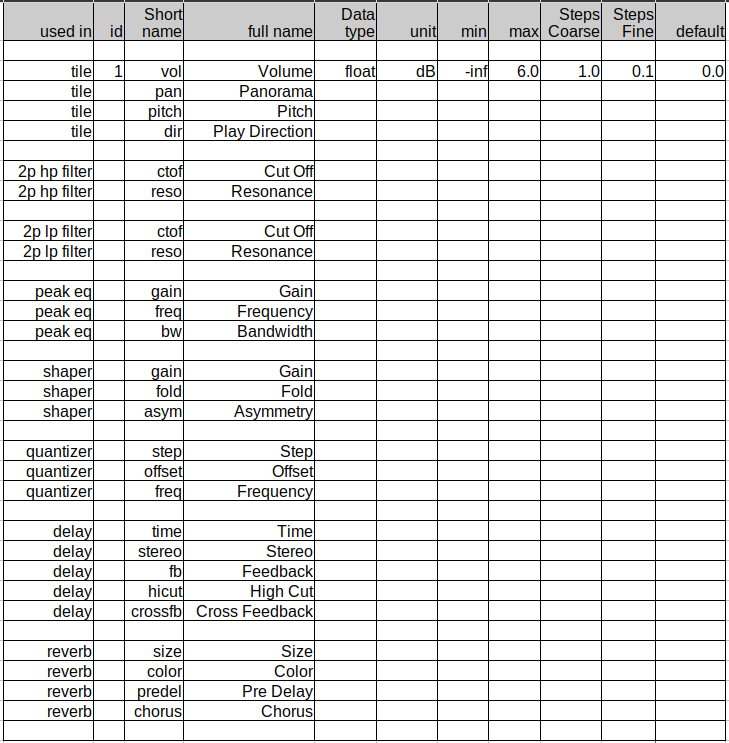 Short Data Steps Steps
used in id name full name type unit min max Coarse Fine default
tile 1 vol Volume float dB -inf 6.0 1.0 0.1 0.0
tile pan Panorama
tile pitch Pitch
tile dir Play Direction
2p hp filter ctof Cut Off
2p hp filter reso Resonance
2p lp filter ctof Cut Off
2p lp filter reso Resonance
peak eq gain Gain
peak eq freq Frequency
peak eq bw Bandwidth
shaper gain Gain
shaper fold Fold
shaper asym Asymmetry
quantizer step Step
quantizer offset Offset
quantizer freq Frequency
delay time Time
delay stereo Stereo
delay fb Feedback
delay hicut High Cut
delay crossfb Cross Feedback
reverb size Size
reverb color Color
reverb predel Pre Delay
reverb chorus Chorus